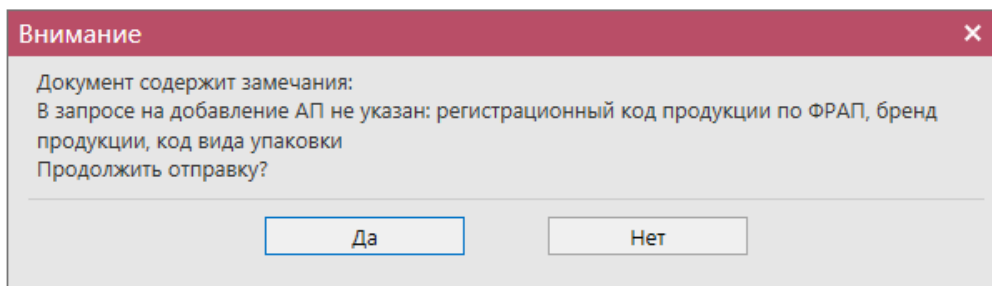 Внимание
Документ содержит замечания:
В запросе на добавление АП не указан: регистрационный код продукции по ФРАП, бренд
продукции, код вида упаковки
Продолжить отправку?
Да
Нет